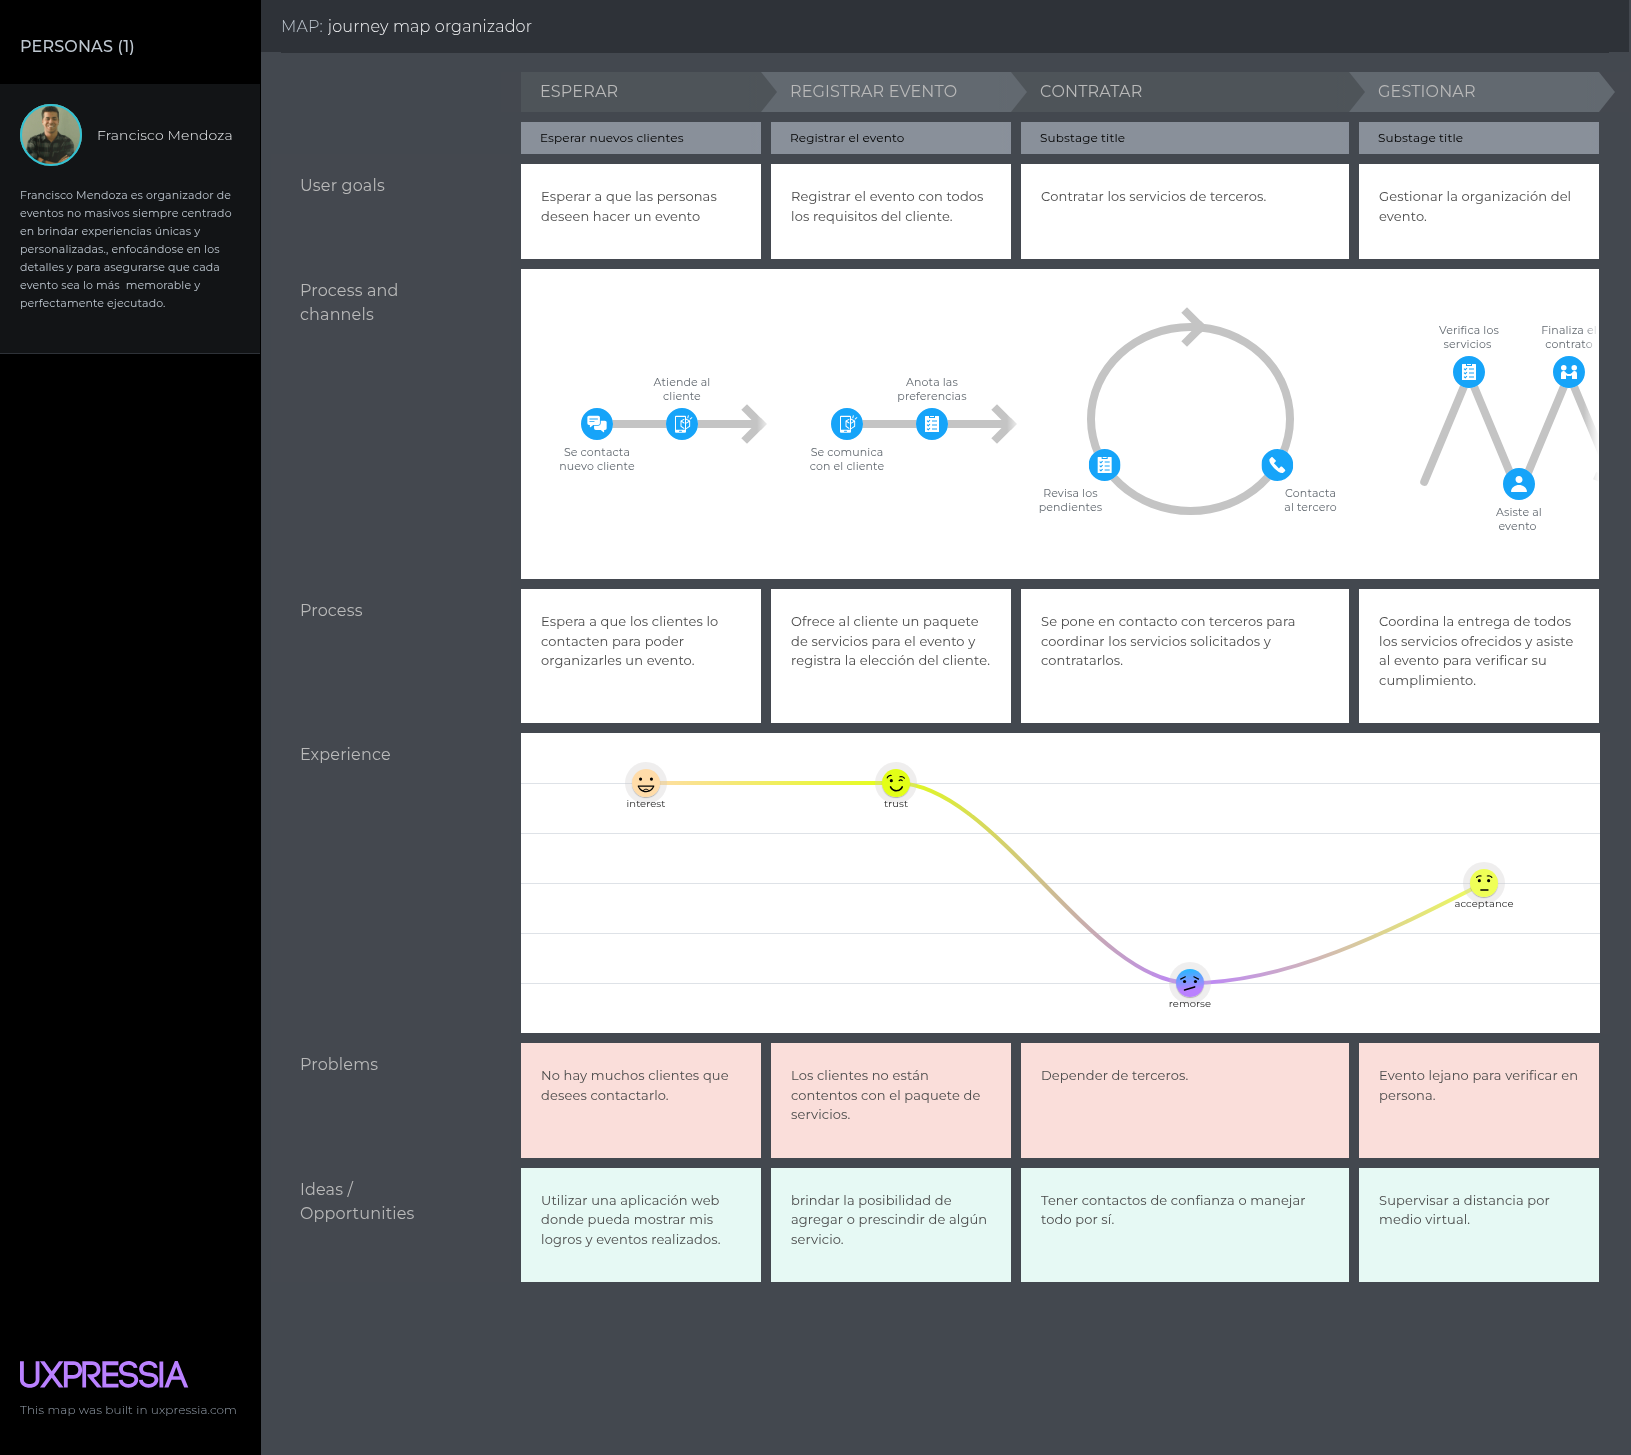 PERSONAS (1)
Francisco Mendoza
Francisco Mendoza es organizador de
eventos no masivos siempre centrado
en brindar experiencias únicas y
personalizadas., enfocándose en los
detalles y para asegurarse que cada
evento sea lo más  memorable y
perfectamente ejecutado.
UXPRESSIA
This map was built in uxpressia.com
MAP: journey map organizador
ESPERAR
REGISTRAR EVENTO
CONTRATAR
GESTIONAR
Esperar nuevos clientes
Registrar el evento
Substage title
Substage title
User goals
Esperar a que las personas
deseen hacer un evento
Registrar el evento con todos
los requisitos del cliente.
Contratar los servicios de terceros.
Gestionar la organización del
evento.
Process and
channels
Se contacta
nuevo cliente
Atiende al
cliente
Se comunica
con el cliente
Anota las
preferencias
Revisa los
pendientes
Contacta
al tercero
Verifica los
servicios
Asiste al
evento
Finaliza el
contrato
Process
Espera a que los clientes lo
contacten para poder
organizarles un evento.
Ofrece al cliente un paquete
de servicios para el evento y
registra la elección del cliente.
Se pone en contacto con terceros para
coordinar los servicios solicitados y
contratarlos.
Coordina la entrega de todos
los servicios ofrecidos y asiste
al evento para verificar su
cumplimiento.
Experience
interest
trust
remorse
acceptance
Problems
No hay muchos clientes que
desees contactarlo.
Los clientes no están
contentos con el paquete de
servicios.
Depender de terceros.
Evento lejano para verificar en
persona.
Ideas /
Opportunities
Utilizar una aplicación web
donde pueda mostrar mis
logros y eventos realizados.
brindar la posibilidad de
agregar o prescindir de algún
servicio.
Tener contactos de confianza o manejar
todo por sí.
Supervisar a distancia por
medio virtual.